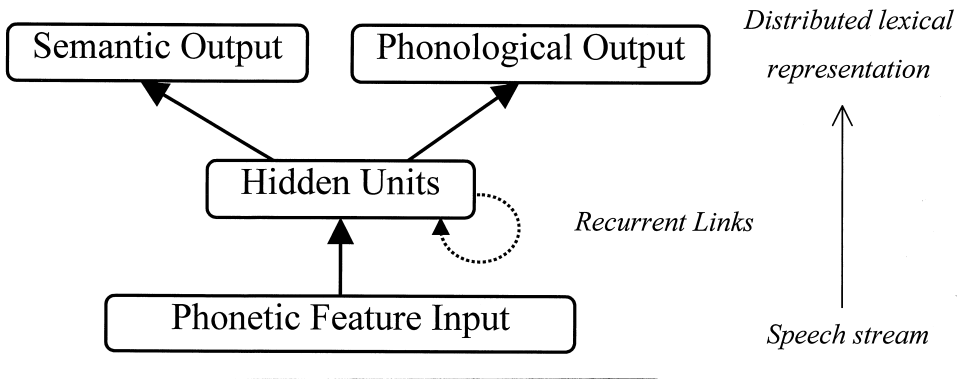 Semantic Output
Phonological Output
Distributed lexical
representation
Hidden Units
Recurrent Links
Phonetic Feature Input
Speech stream